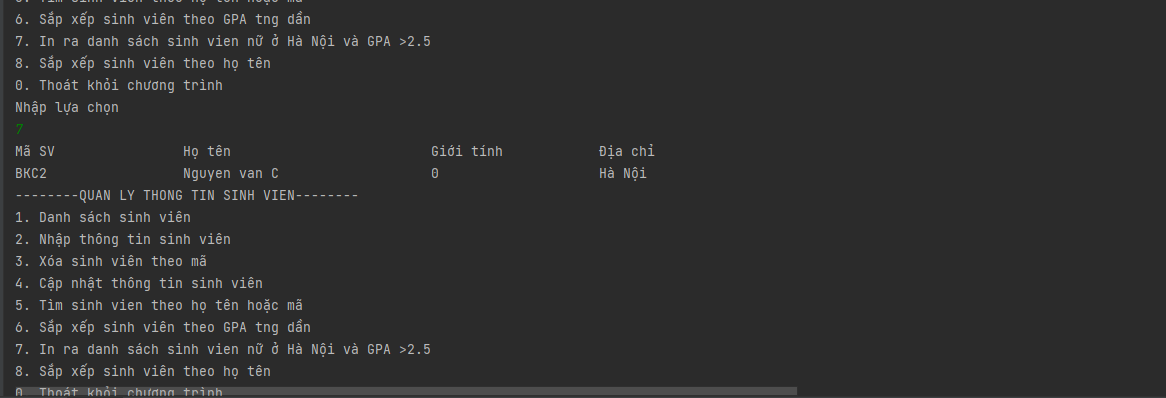 6. Sắp xếp sinh viên theo GPA tng dần
7. In ra danh sách sinh vien nữ ở Hà Nội và GPA >2.5
8. Sắp xếp sinh viên theo họ tên
0. Thoát khỏi chương trình
Nhập lựa chọn
7
Mã SV Họ tên Giới tính Địa chỉ
BKC2 Nguyen van C 0 Hà Nội
--------QUAN LY THONG TIN SINH VIEN--------
1. Danh sách sinh viên
2. Nhập thông tin sinh viên
3. Xóa sinh viên theo mã
4. Cập nhật thông tin sinh viên
5. Tìm sinh vien theo họ tên hoặc mã
6. Sắp xếp sinh viên theo GPA tng dần
7. In ra danh sách sinh vien nữ ở Hà Nội và GPA >2.5
8. Sắp xếp sinh viên theo họ tên
0. Thoát khỏi chương trình